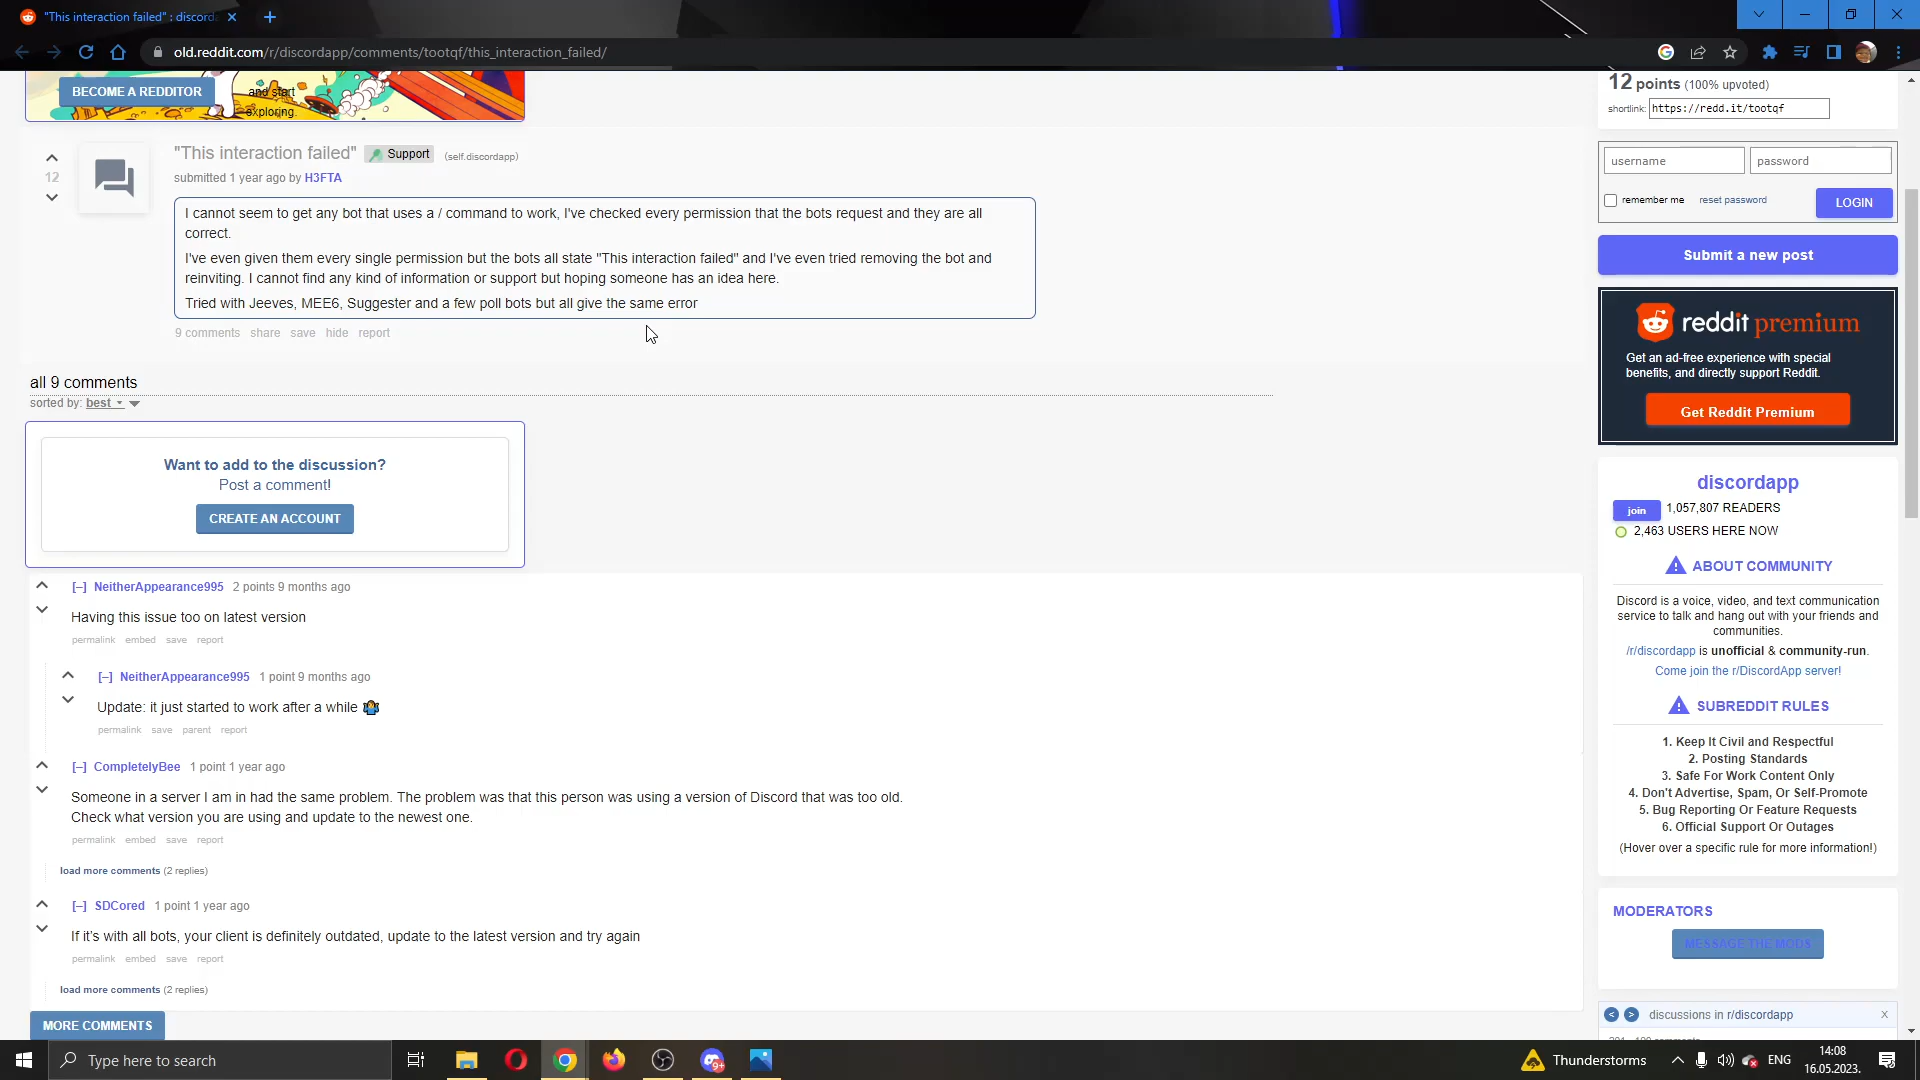 "This interaction failed" : discord
old.reddit.com/r/discordapp/comments/tootqf/this_interaction_failed/
BECOME A REDDITOR
and start
exploring.
"This interaction failed" Support (self.discordapp)
12
submitted 1 year ago by H3FTA
I cannot seem to get any bot that uses a / command to work, I've checked every permission that the bots request and they are all
correct.
I've even given them every single permission but the bots all state "This interaction failed" and I've even tried removing the bot and
reinviting. I cannot find any kind of information or support but hoping someone has an idea here.
Tried with Jeeves, MEE6, Suggester and a few poll bots but all give the same error
9 comments share save hide report
all 9 comments
sorted by: best
Want to add to the discussion?
Post a comment!
CREATE AN ACCOUNT
[–] NeitherAppearance995 2 points 9 months ago
Having this issue too on latest version
permalink embed save report
[–] NeitherAppearance995 1 point 9 months ago
Update: it just started to work after a while 🤷
permalink save parent report
[–] CompletelyBee 1 point 1 year ago
Someone in a server I am in had the same problem. The problem was that this person was using a version of Discord that was too old.
Check what version you are using and update to the newest one.
permalink embed save report
load more comments (2 replies)
[–] SDCored 1 point 1 year ago
If it's with all bots, your client is definitely outdated, update to the latest version and try again
permalink embed save report
load more comments (2 replies)
MORE COMMENTS
12 points (100% upvoted)
shortlink: https://redd.it/tootqf
username password
remember me reset password LOGIN
Submit a new post
reddit premium
Get an ad-free experience with special
benefits, and directly support Reddit.
Get Reddit Premium
discordapp
join 1,057,807 READERS
2,463 USERS HERE NOW
ABOUT COMMUNITY
Discord is a voice, video, and text communication
service to talk and hang out with your friends and
communities.
/r/discordapp is unofficial & community-run.
Come join the r/DiscordApp server!
SUBREDDIT RULES
1. Keep It Civil and Respectful
2. Posting Standards
3. Safe For Work Content Only
4. Don't Advertise, Spam, Or Self-Promote
5. Bug Reporting Or Feature Requests
6. Official Support Or Outages
(Hover over a specific rule for more information!)
MODERATORS
MESSAGE THE MODS
< > discussions in r/discordapp X
Type here to search
9+
Thunderstorms
ENG
14:08
16.05.2023.